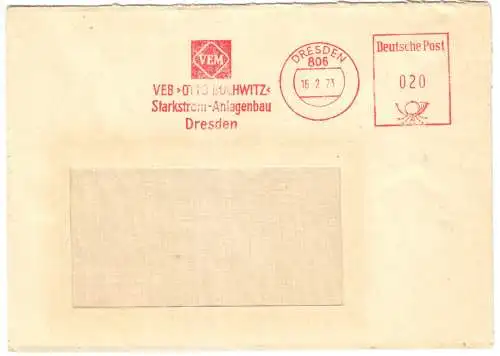 VEM
VEB »OTTO BUCHWITZ«
Starkstrom-Anlagenbau
Dresden
DRESDEN
806
16.2.73
Deutsche Post
020